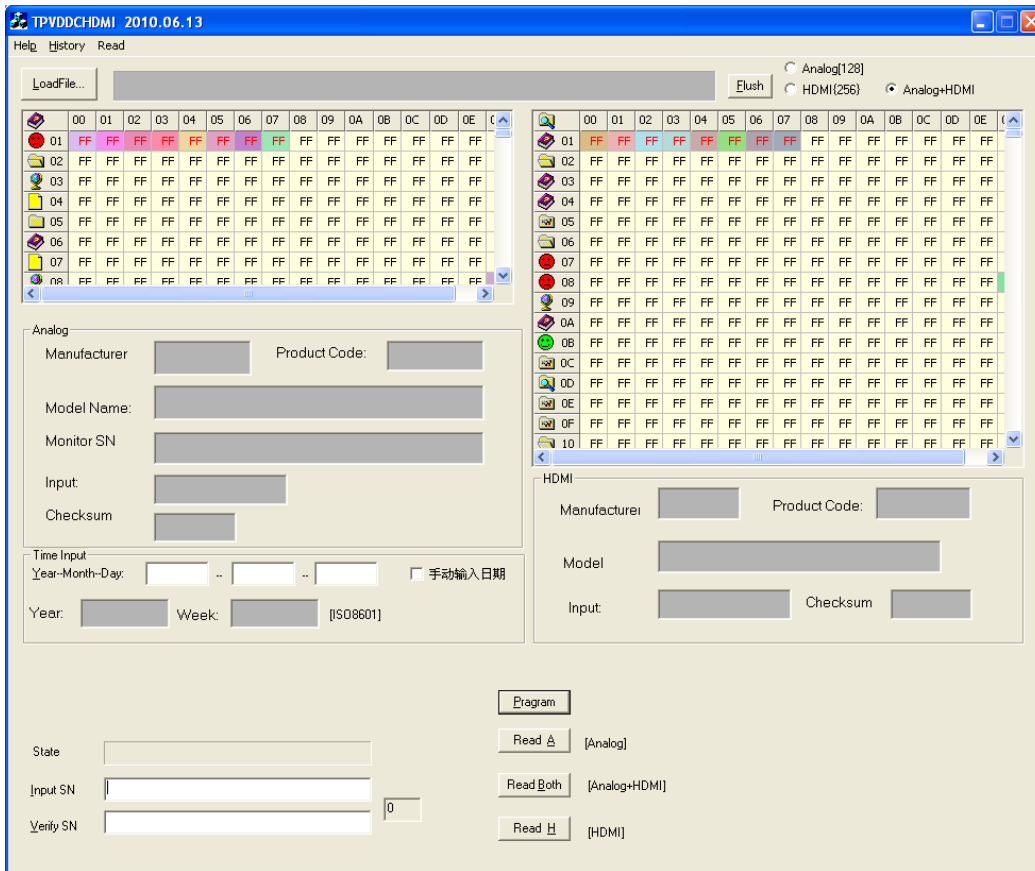 TPVDDCHDMI 2010.06.13
Help History Read
LoadFile... Flush Analog[128]
HDMI{256} Analog+HDMI
00 01 02 03 04 05 06 07 08 09 0A 0B 0C 0D 0E
01 FF FF FF FF FF FF FF FF FF FF FF FF FF FF FF
02 FF FF FF FF FF FF FF FF FF FF FF FF FF FF FF
03 FF FF FF FF FF FF FF FF FF FF FF FF FF FF FF
04 FF FF FF FF FF FF FF FF FF FF FF FF FF FF FF
05 FF FF FF FF FF FF FF FF FF FF FF FF FF FF FF
06 FF FF FF FF FF FF FF FF FF FF FF FF FF FF FF
07 FF FF FF FF FF FF FF FF FF FF FF FF FF FF FF
08 FF FF FF FF FF FF FF FF FF FF FF FF FF FF FF
00 01 02 03 04 05 06 07 08 09 0A 0B 0C 0D 0E
01 FF FF FF FF FF FF FF FF FF FF FF FF FF FF FF
02 FF FF FF FF FF FF FF FF FF FF FF FF FF FF FF
03 FF FF FF FF FF FF FF FF FF FF FF FF FF FF FF
04 FF FF FF FF FF FF FF FF FF FF FF FF FF FF FF
05 FF FF FF FF FF FF FF FF FF FF FF FF FF FF FF
06 FF FF FF FF FF FF FF FF FF FF FF FF FF FF FF
07 FF FF FF FF FF FF FF FF FF FF FF FF FF FF FF
08 FF FF FF FF FF FF FF FF FF FF FF FF FF FF FF
09 FF FF FF FF FF FF FF FF FF FF FF FF FF FF FF
0A FF FF FF FF FF FF FF FF FF FF FF FF FF FF FF
0B FF FF FF FF FF FF FF FF FF FF FF FF FF FF FF
0C FF FF FF FF FF FF FF FF FF FF FF FF FF FF FF
0D FF FF FF FF FF FF FF FF FF FF FF FF FF FF FF
0E FF FF FF FF FF FF FF FF FF FF FF FF FF FF FF
0F FF FF FF FF FF FF FF FF FF FF FF FF FF FF FF
10 FF FF FF FF FF FF FF FF FF FF FF FF FF FF FF
Analog
Manufacturer Product Code:
Model Name:
Monitor SN
Input:
Checksum
HDMI
Manufacturer Product Code:
Model
Input: Checksum
Time Input
Year--Month--Day: .. .. 手动输入日期
Year: Week: [ISO8601]
Pragram
State
Read A [Analog]
Input SN
Read Both [Analog+HDMI]
0
Verify SN
Read H [HDMI]